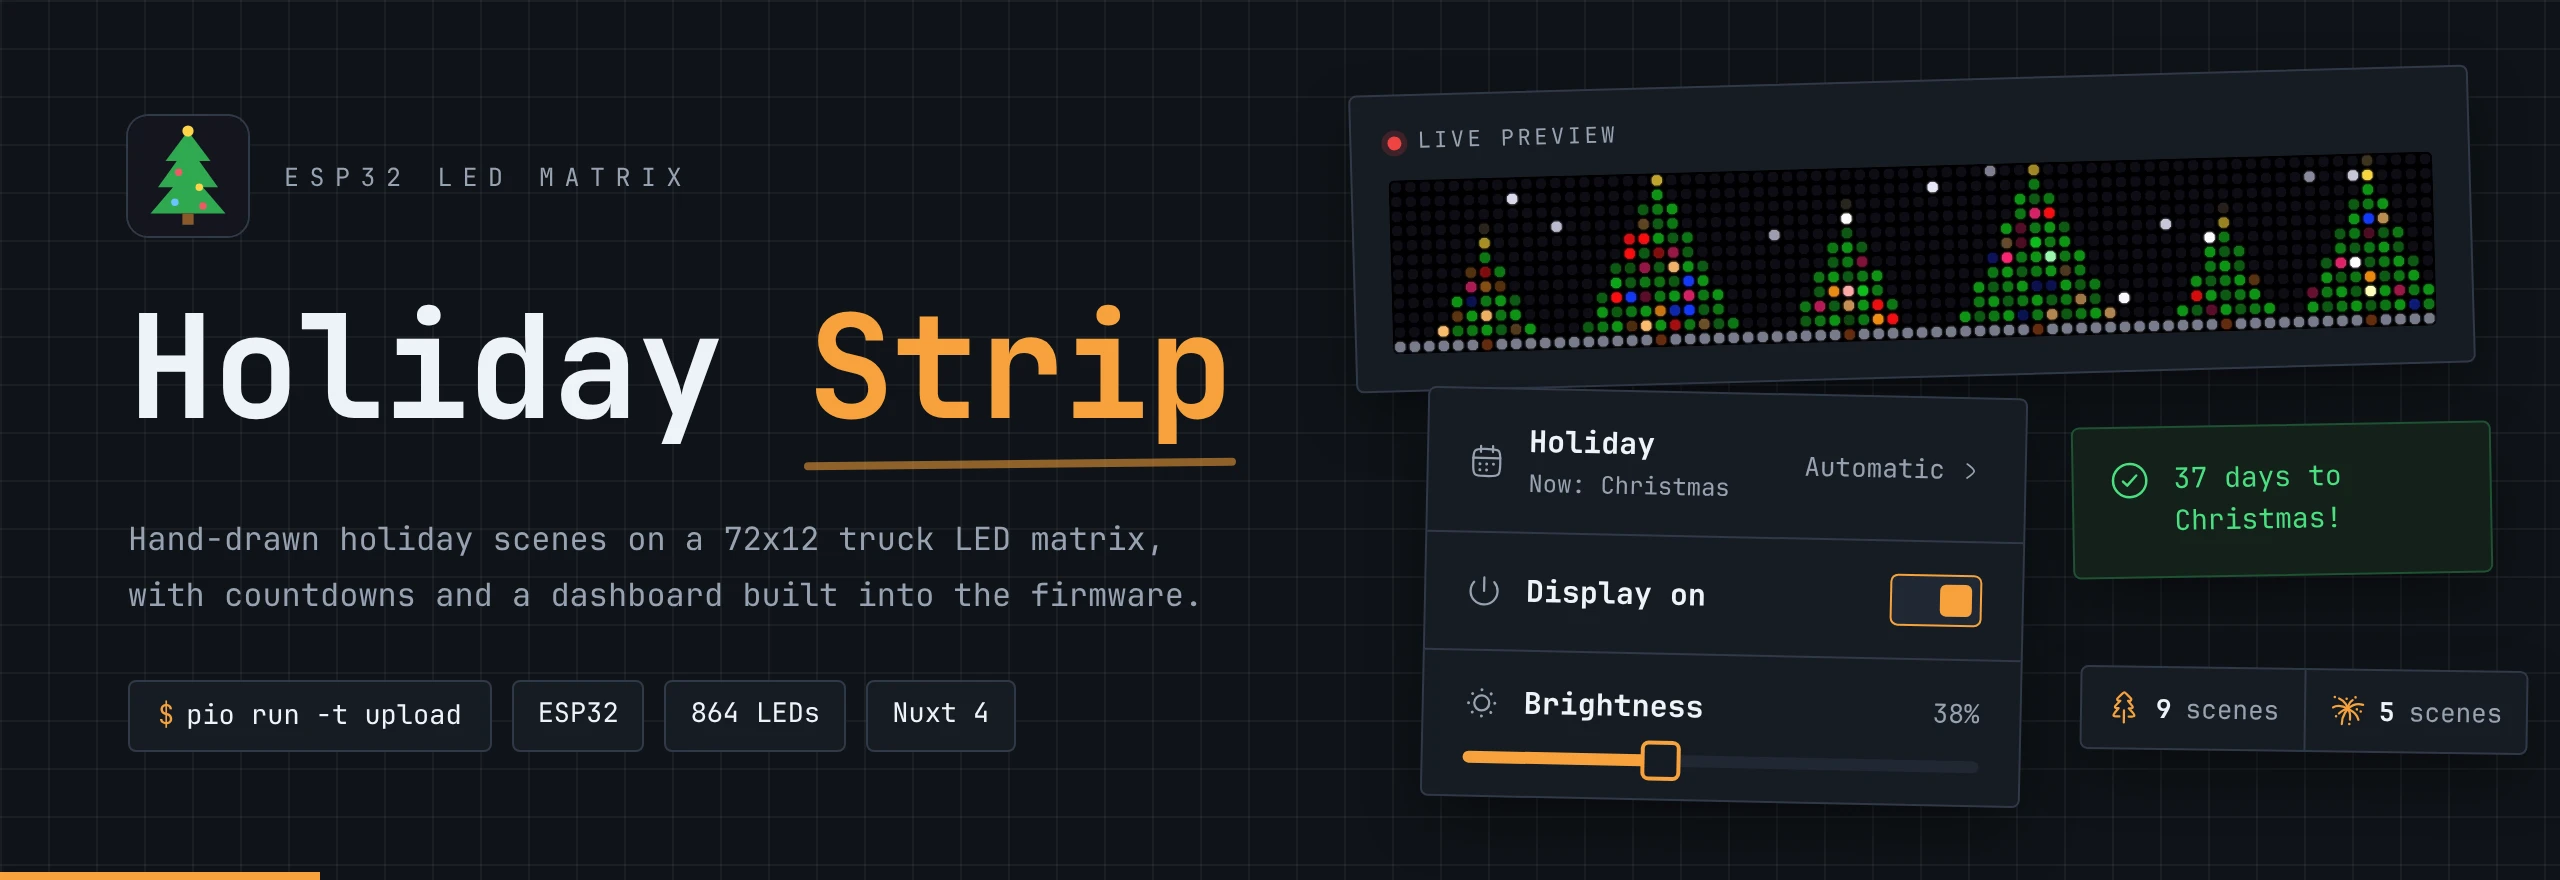 ESP32 LED MATRIX
Holiday Strip
Hand-drawn holiday scenes on a 72x12 truck LED matrix,
with countdowns and a dashboard built into the firmware.
$ pio run -t upload
ESP32
864 LEDs
Nuxt 4
LIVE PREVIEW
Holiday
Now: Christmas
Automatic
Display on
Brightness
38%
37 days to
Christmas!
9 scenes
5 scenes